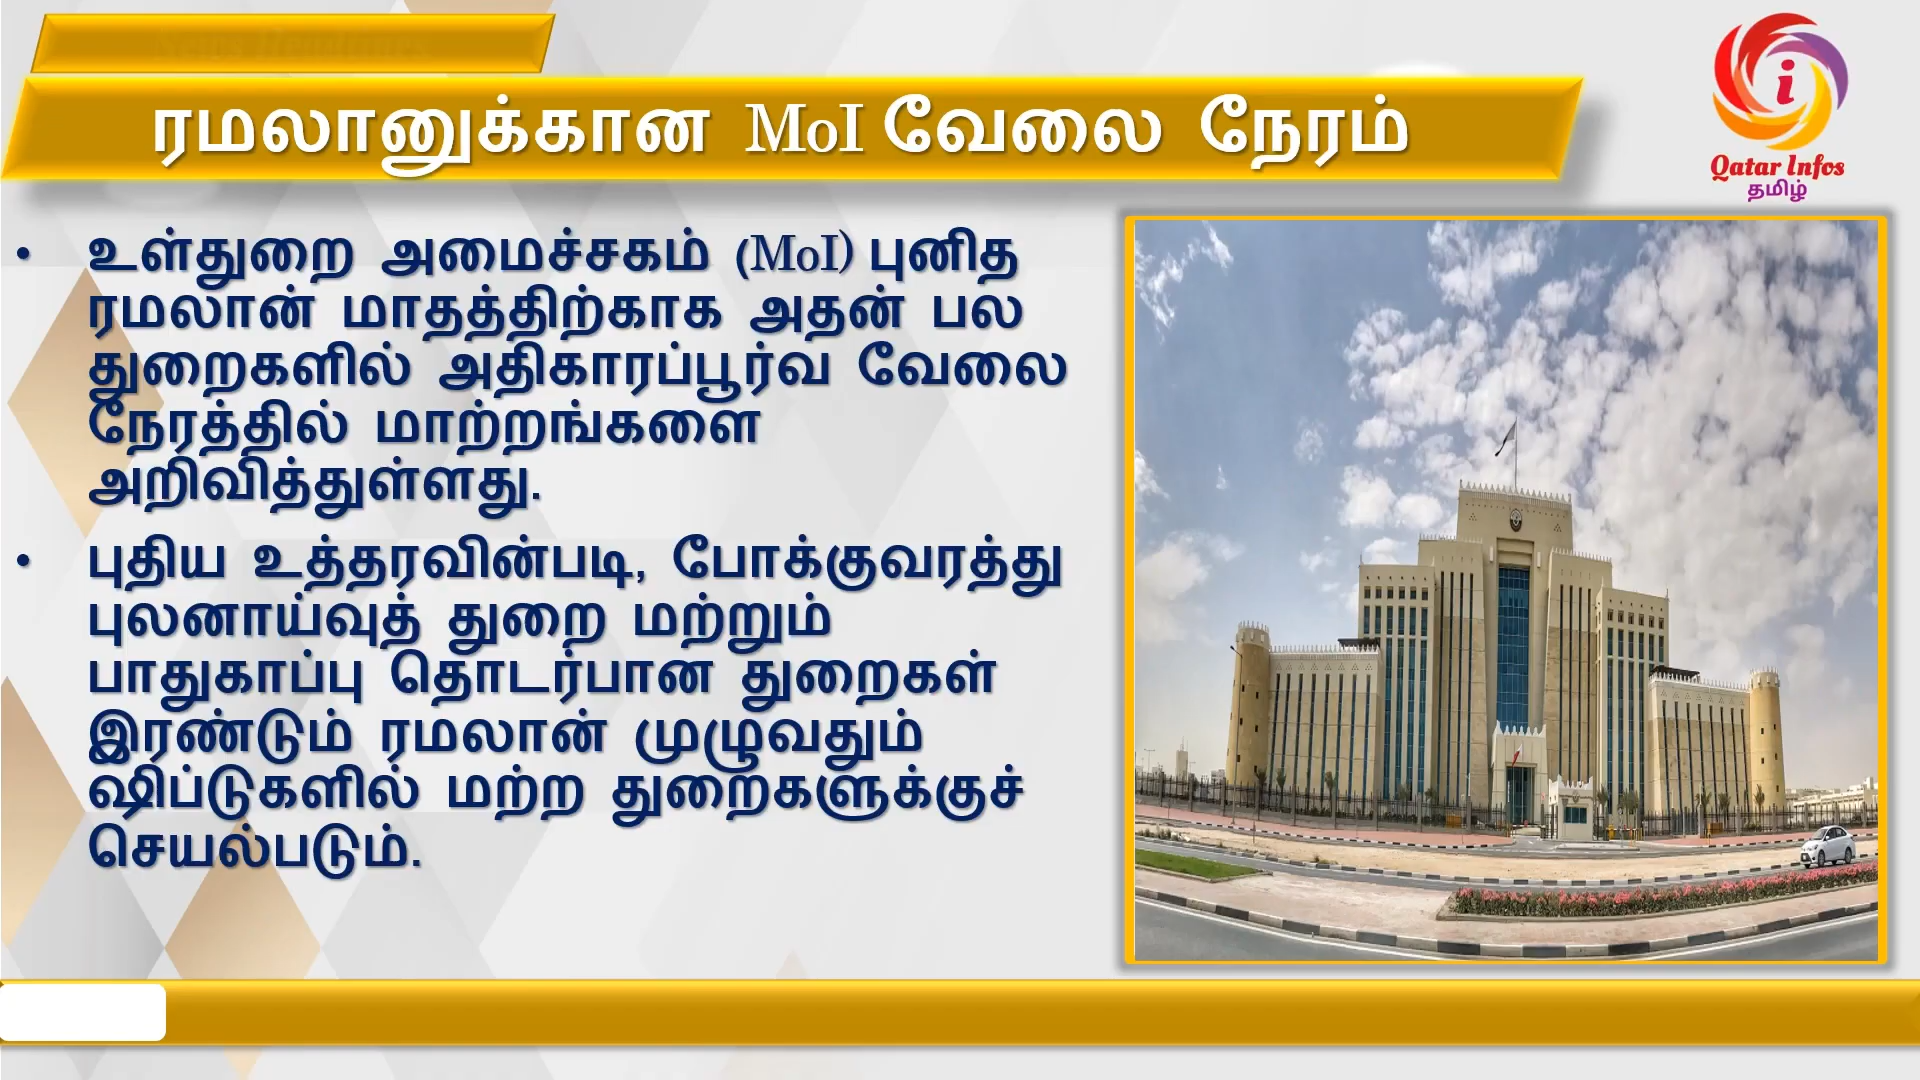 ரமலானுக்கான MoI வேலை நேரம்
i
Qatar Infos
தமிழ்
• உள்துறை அமைச்சகம் (MoI) புனித
ரமலான் மாதத்திற்காக அதன் பல
துறைகளில் அதிகாரப்பூர்வ வேலை
நேரத்தில் மாற்றங்களை
அறிவித்துள்ளது.
• புதிய உத்தரவின்படி, போக்குவரத்து
புலனாய்வுத் துறை மற்றும்
பாதுகாப்பு தொடர்பான துறைகள்
இரண்டும் ரமலான் முழுவதும்
ஷிப்டுகளில் மற்ற துறைகளுக்குச்
செயல்படும்.